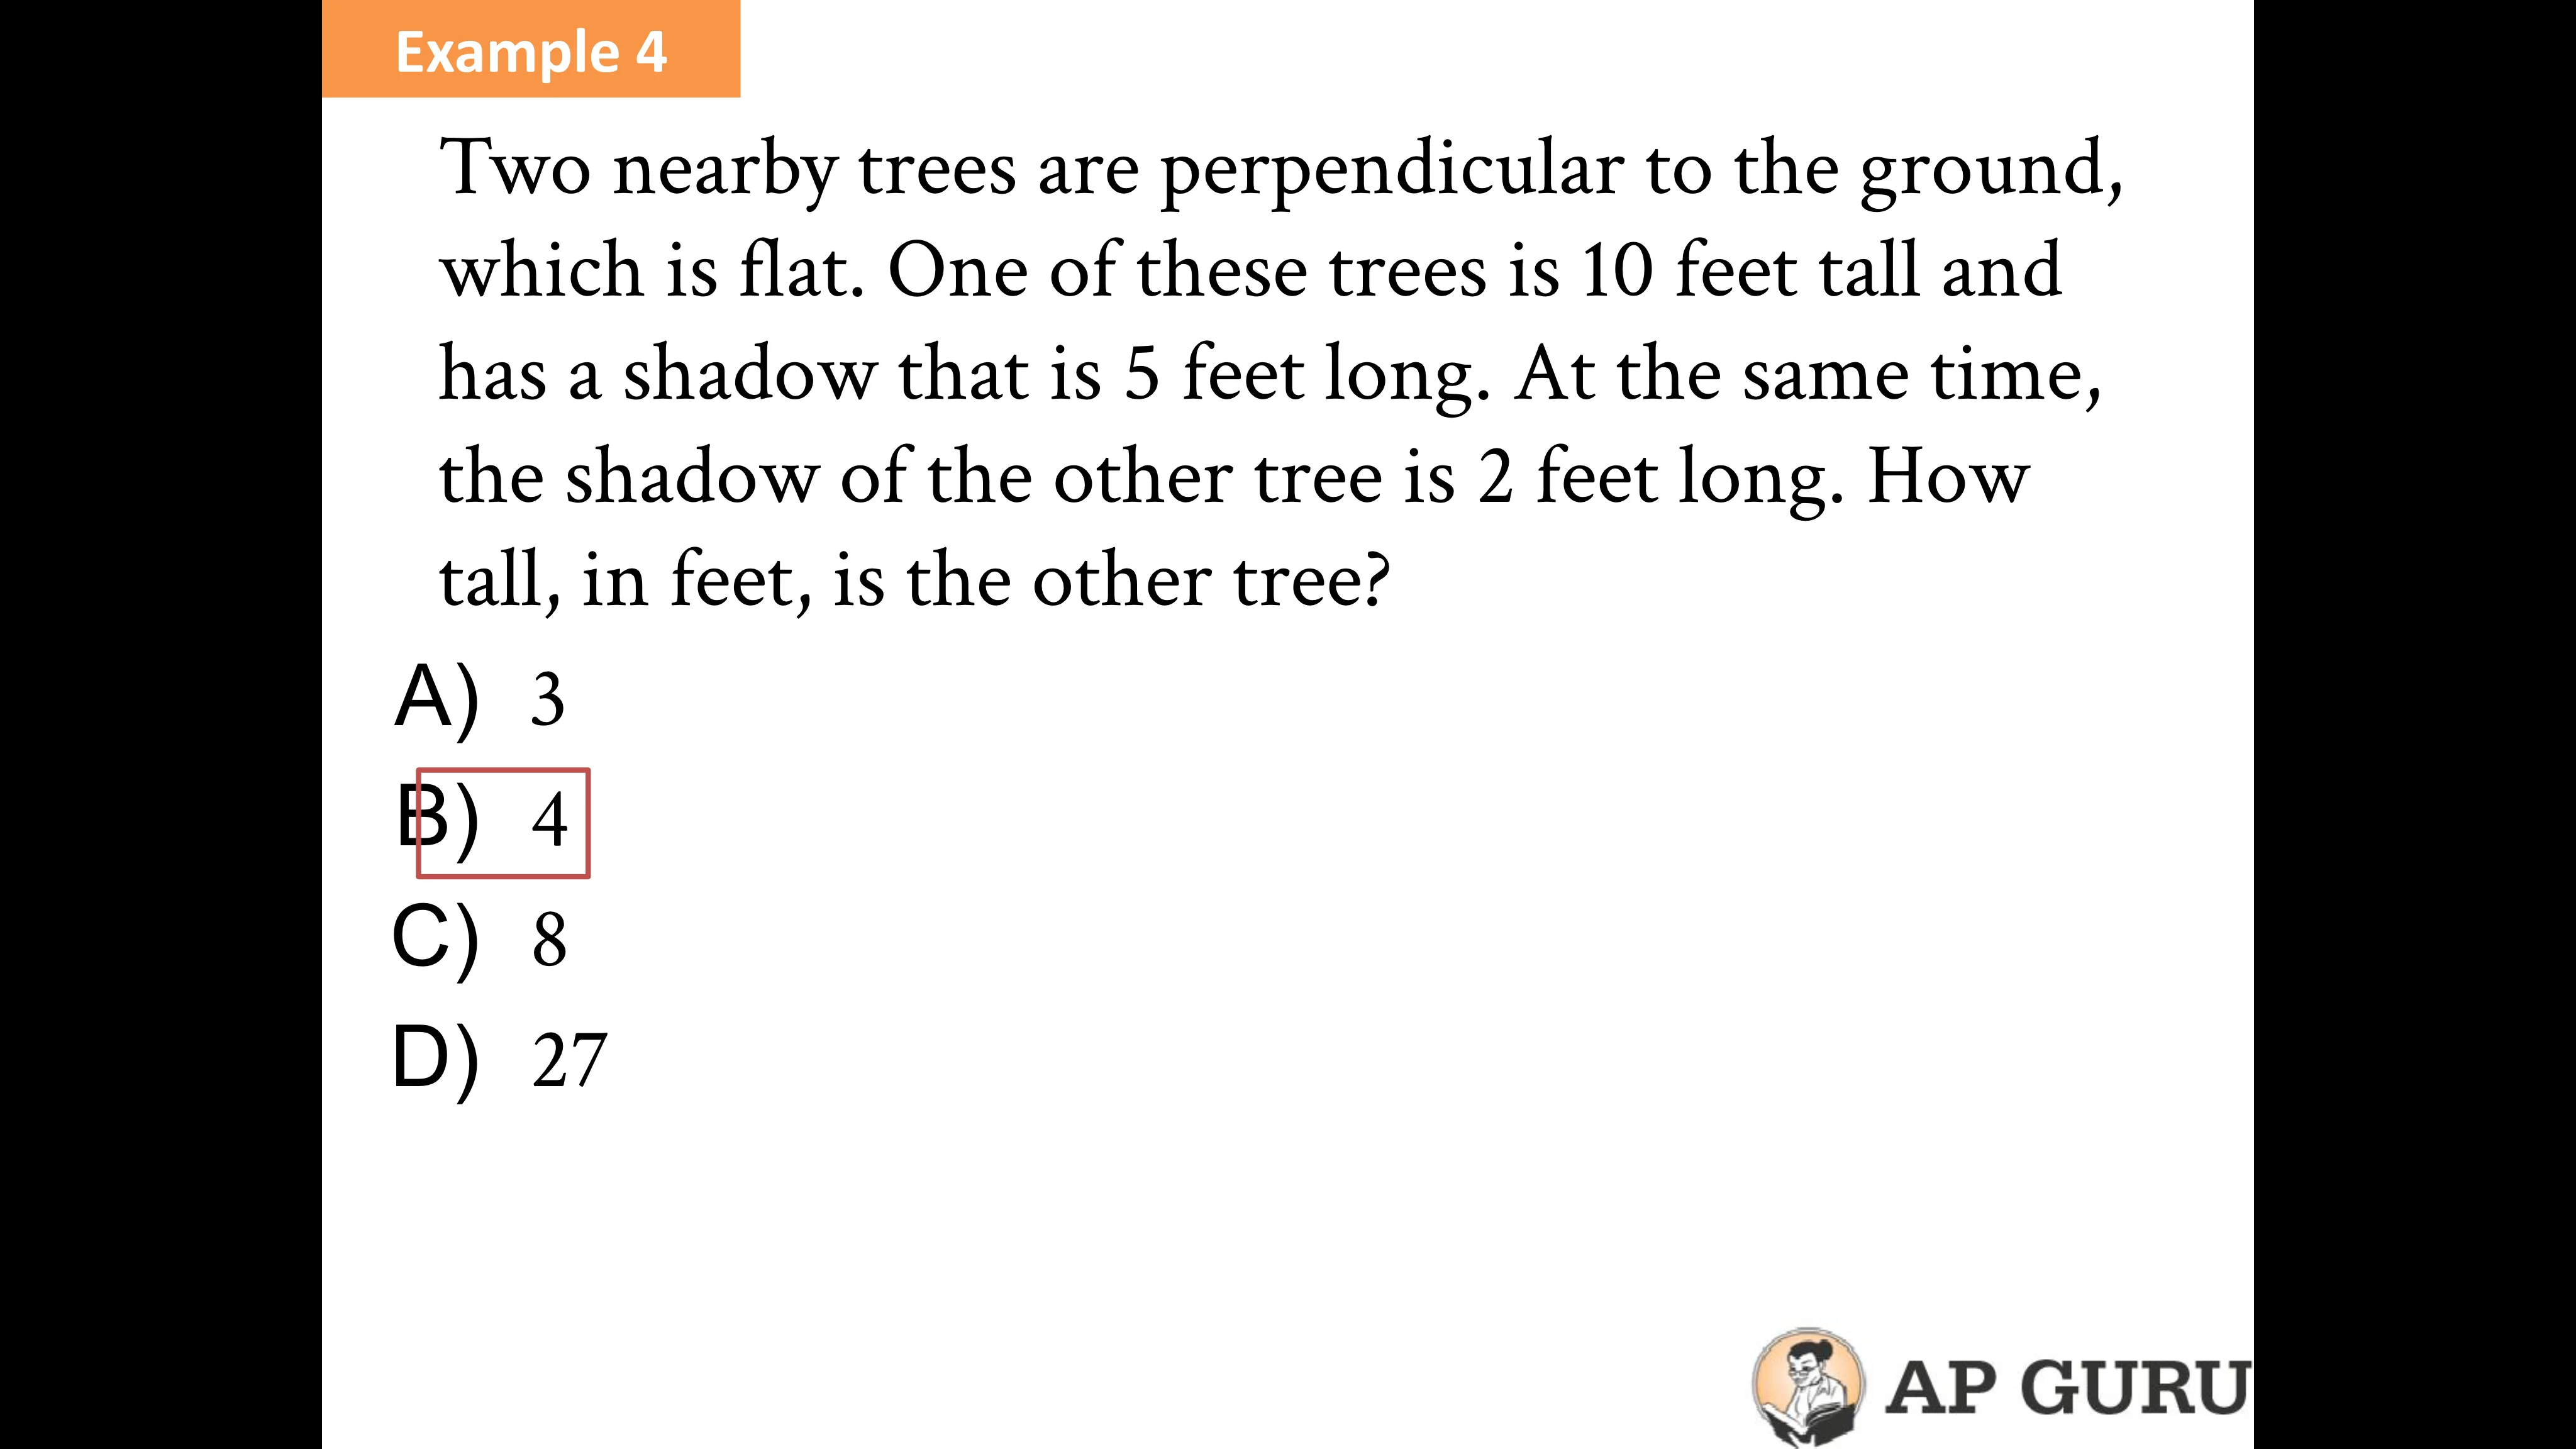 Example 4
Two nearby trees are perpendicular to the ground,
which is flat. One of these trees is 10 feet tall and
has a shadow that is 5 feet long. At the same time,
the shadow of the other tree is 2 feet long. How
tall, in feet, is the other tree?
A) 3
B) 4
C) 8
D) 27
AP GURU